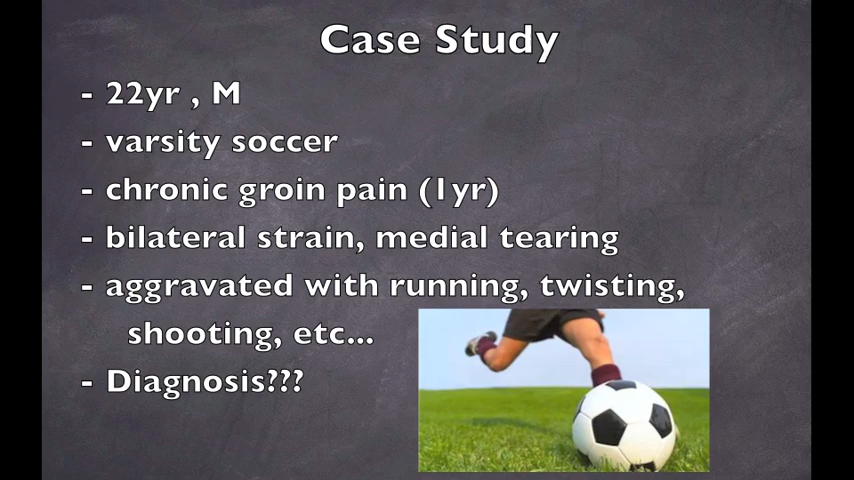 Case Study
- 22yr , M
- varsity soccer
- chronic groin pain (1yr)
- bilateral strain, medial tearing
- aggravated with running, twisting,
shooting, etc...
- Diagnosis???